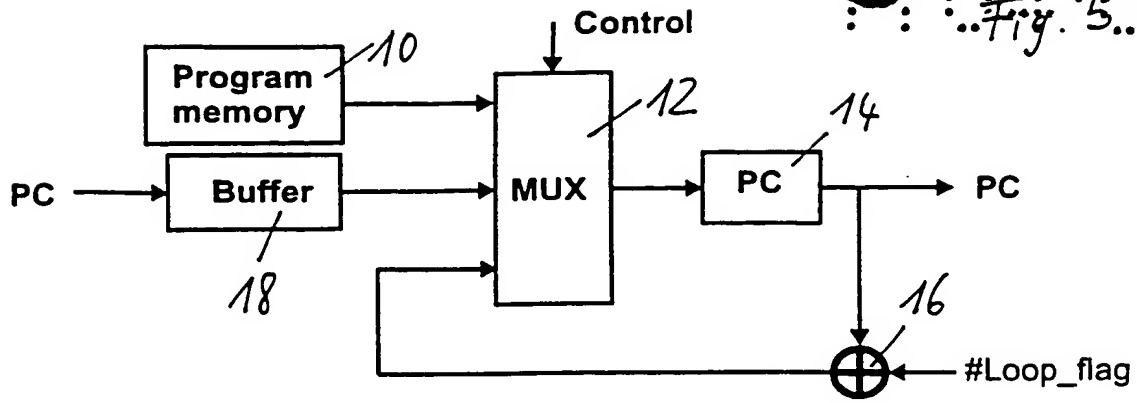 Control
Fig. 5
10
Program
memory
12
14
PC
Buffer
MUX
PC
PC
18
16
#Loop_flag